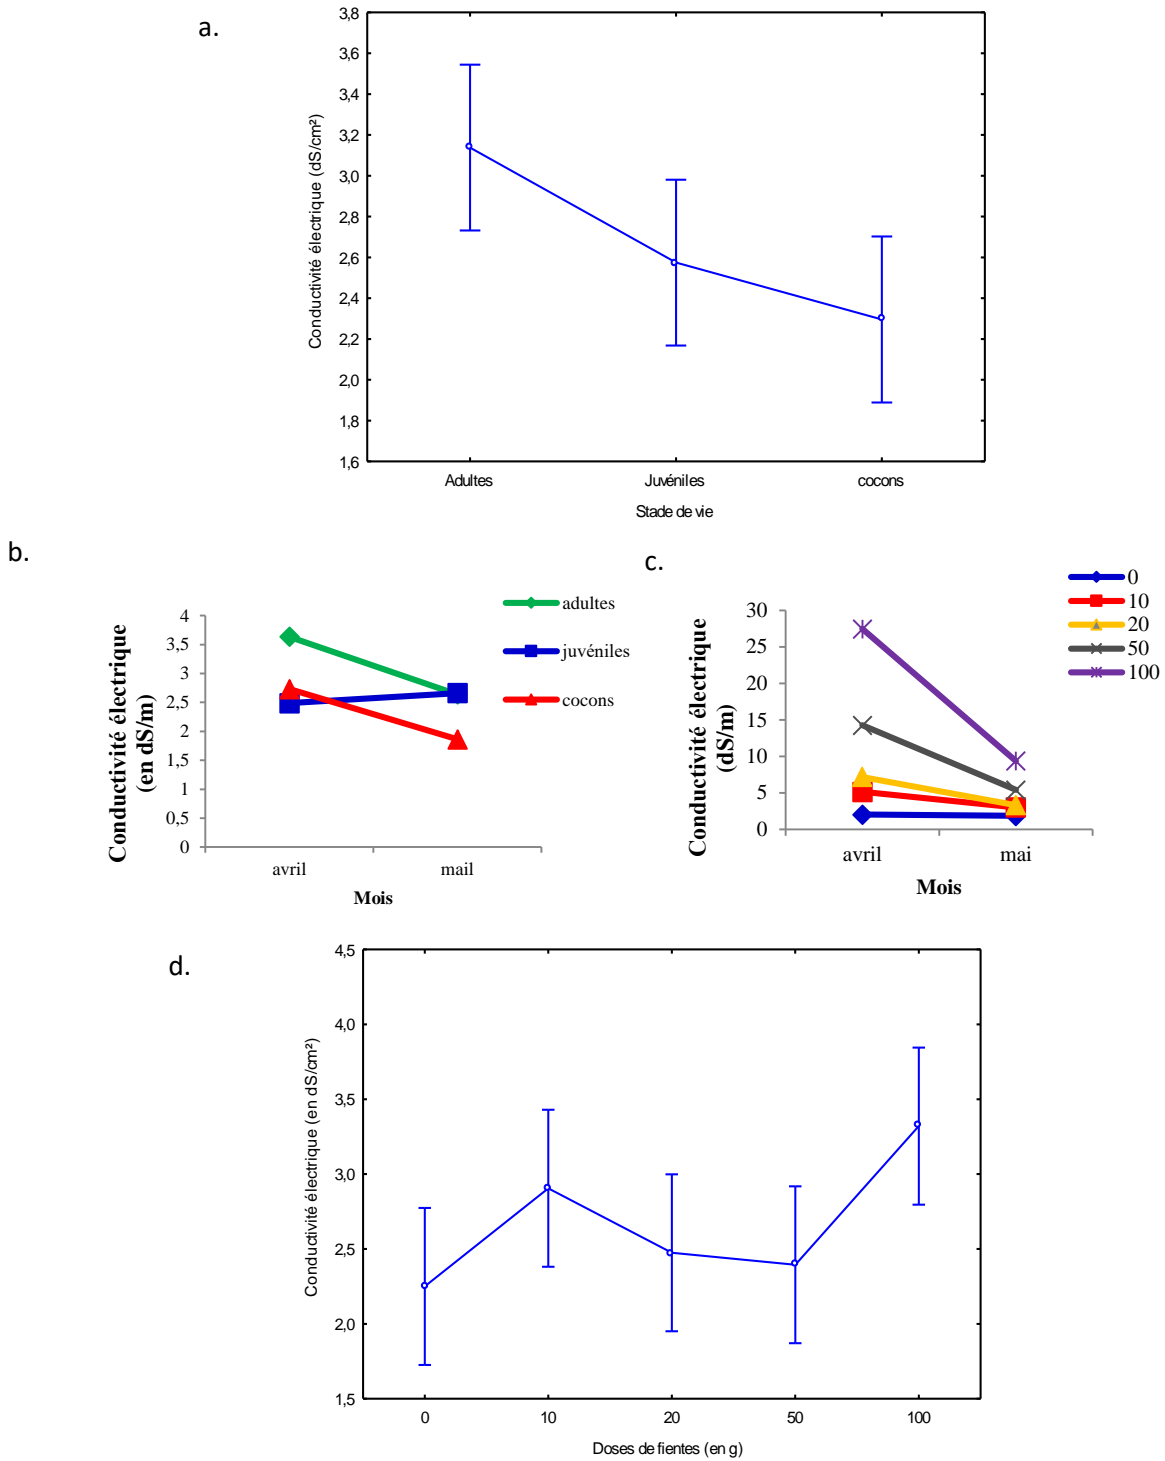 a.
3,8
3,6
3,4
3,2
3,0
2,8
2,6
2,4
2,2
2,0
1,8
1,6
Conductivité électrique (dS/cm²)
Adultes Juvéniles cocons
Stade de vie
b.
4
3,5
3
2,5
2
1,5
1
0,5
0
Conductivité électrique
(en dS/m)
avril mail
Mois
adultes
juvéniles
cocons
c.
0
10
20
50
100
30
25
20
15
10
5
0
Conductivité électrique
(dS/m)
avril mai
Mois
d.
4,5
4,0
3,5
3,0
2,5
2,0
1,5
Conductivité électrique (en dS/cm²)
0 10 20 50 100
Doses de fientes (en g)